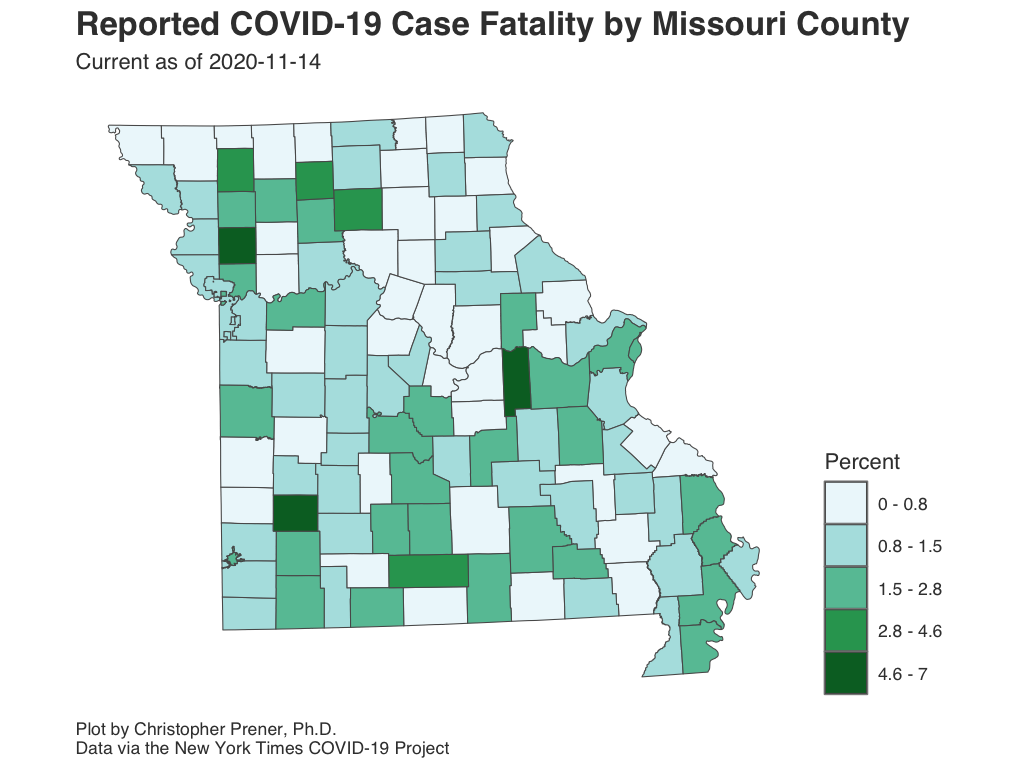 Reported COVID-19 Case Fatality by Missouri County
Current as of 2020-11-14
Percent
0 - 0.8
0.8 - 1.5
1.5 - 2.8
2.8 - 4.6
4.6 - 7
Plot by Christopher Prener, Ph.D.
Data via the New York Times COVID-19 Project